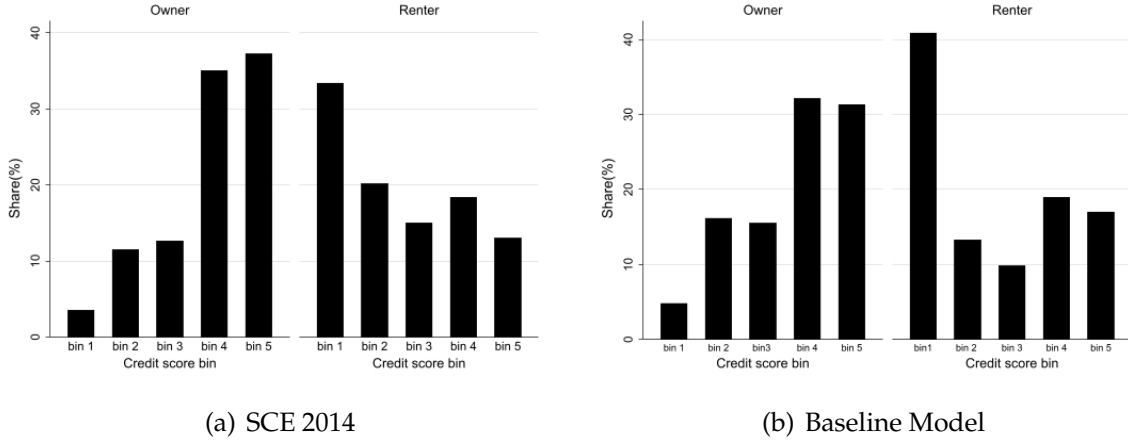 Owner Renter
Share(%)
40
30
20
10
0
bin 1 bin 2 bin 3 bin 4 bin 5 bin 1 bin 2 bin 3 bin 4 bin 5
Credit score bin Credit score bin
(a) SCE 2014
Owner Renter
Share(%)
40
30
20
10
0
bin 1 bin 2 bin3 bin 4 bin 5 bin1 bin 2 bin 3 bin 4 bin 5
Credit score bin Credit score bin
(b) Baseline Model